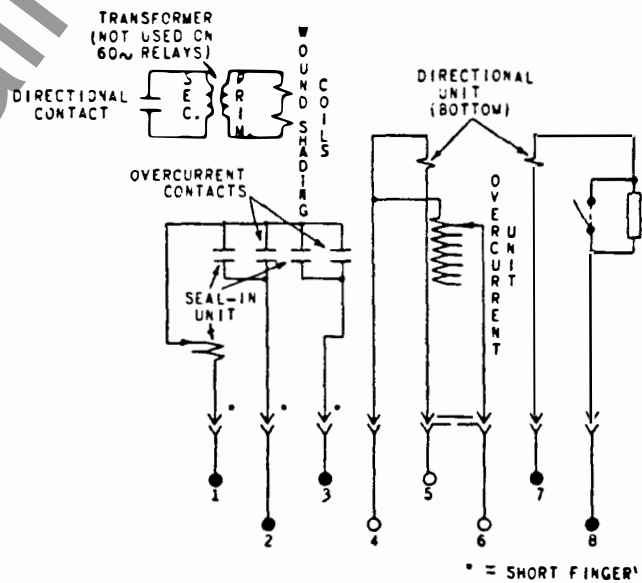 TRANSFORMER
(NOT USED ON
60~ RELAYS)
DIRECTIONAL
CONTACT
SEC.
PRIM.
WOUND SHADING
COILS
DIRECTIONAL
UNIT
(BOTTOM)
OVERCURRENT
CONTACTS
OVERCURRENT
UNIT
SEAL-IN
UNIT
* * *
1
2
3
4
5
6
7
8
* = SHORT FINGER